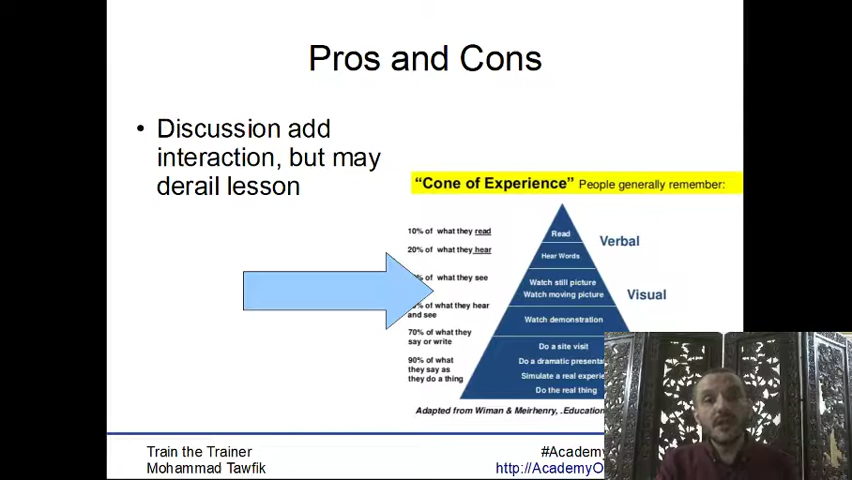 Pros and Cons
• Discussion add
interaction, but may
derail lesson
“Cone of Experience” People generally remember:
10% of what they read
20% of what they hear
of what they see
of what they hear
and see
70% of what they
say or write
90% of what
they say as
they do a thing
Read
Hear Words
Watch still picture
Watch moving picture
Watch demonstration
Do a site visit
Do a dramatic
Simulate a real
Do the real thing
Verbal
Visual
Adapted from Wiman & Meirhenry, .Education
Train the Trainer
Mohammad Tawfik
#Academy
http://AcademyO